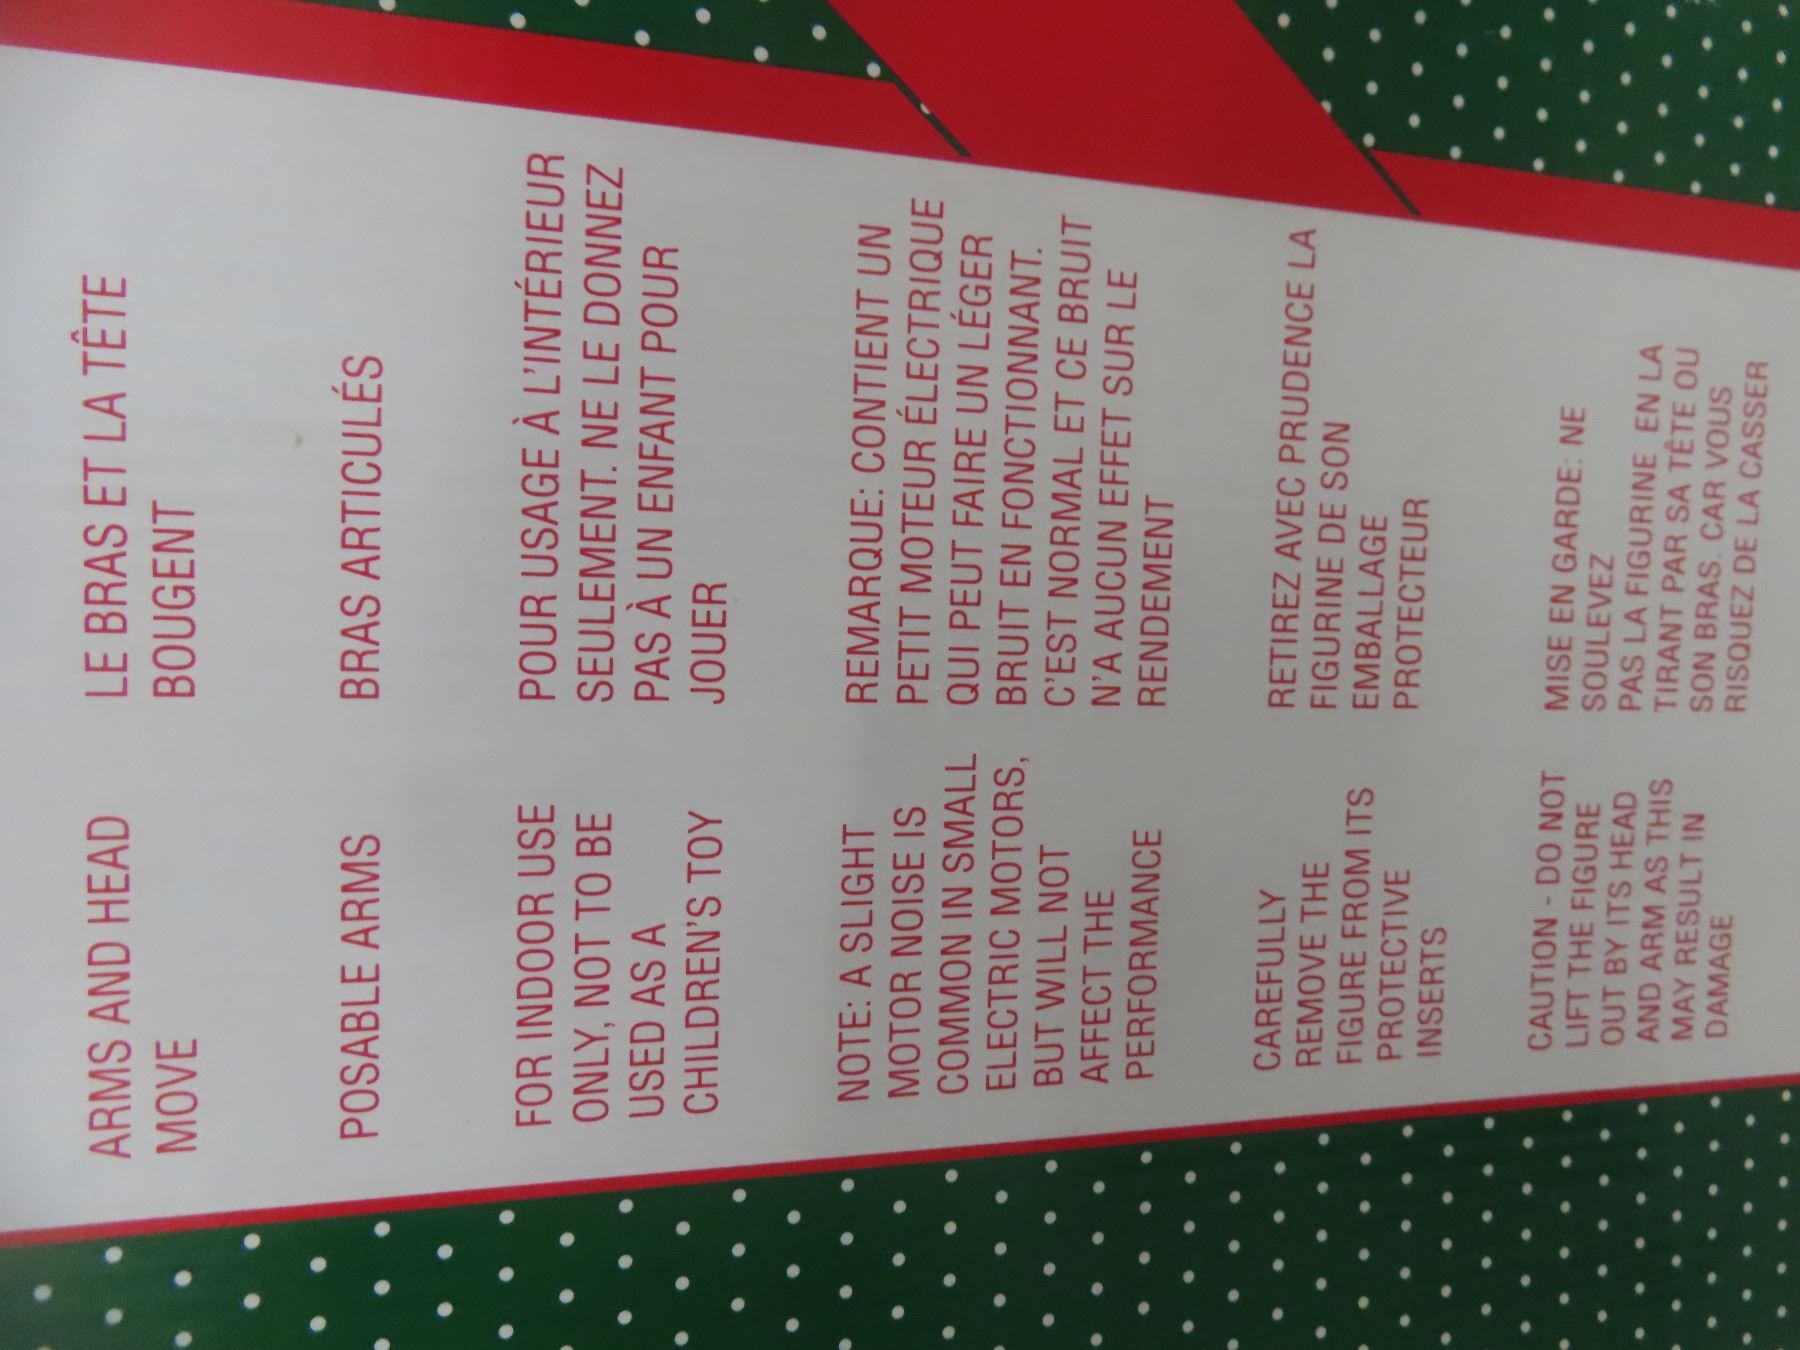 ARMS AND HEAD
MOVE
LE BRAS ET LA TÊTE
BOUGENT
POSABLE ARMS
BRAS ARTICULÉS
FOR INDOOR USE
ONLY, NOT TO BE
USED AS A
CHILDREN'S TOY
POUR USAGE À L'INTÉRIEUR
SEULEMENT. NE LE DONNEZ
PAS À UN ENFANT POUR
JOUER
NOTE: A SLIGHT
MOTOR NOISE IS
COMMON IN SMALL
ELECTRIC MOTORS,
BUT WILL NOT
AFFECT THE
PERFORMANCE
REMARQUE: CONTIENT UN
PETIT MOTEUR ÉLECTRIQUE
QUI PEUT FAIRE UN LÉGER
BRUIT EN FONCTIONNANT.
C'EST NORMAL ET CE BRUIT
N'A AUCUN EFFET SUR LE
RENDEMENT
CAREFULLY
REMOVE THE
FIGURE FROM ITS
PROTECTIVE
INSERTS
RETIREZ AVEC PRUDENCE LA
FIGURINE DE SON
EMBALLAGE
PROTECTEUR
CAUTION - DO NOT
LIFT THE FIGURE
OUT BY ITS HEAD
AND ARM AS THIS
MAY RESULT IN
DAMAGE
MISE EN GARDE: NE
SOULEVEZ
PAS LA FIGURINE EN LA
TIRANT PAR SA TÊTE OU
SON BRAS. CAR VOUS
RISQUEZ DE LA CASSER